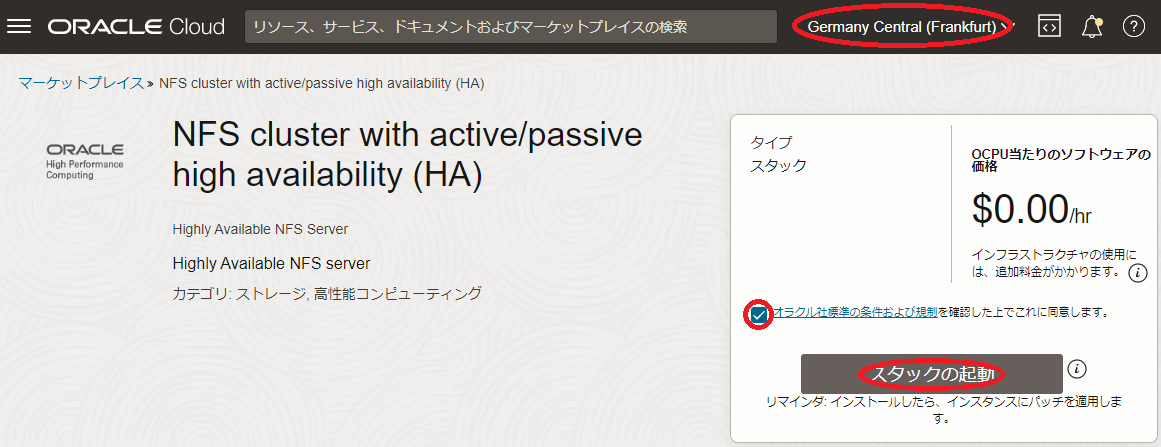 ORACLE Cloud
リソース、サービス、ドキュメントおよびマーケットプレイスの検索
Germany Central (Frankfurt)
マーケットプレイス » NFS cluster with active/passive high availability (HA)
ORACLE
High Performance
Computing
NFS cluster with active/passive
high availability (HA)
Highly Available NFS Server
Highly Available NFS server
カテゴリ: ストレージ, 高性能コンピューティング
タイプ
スタック
OCPU当たりのソフトウェアの
価格
$0.00/hr
インフラストラクチャの使用に
は、追加料金がかかります。
オラクル社標準の条件および規制を確認した上でこれに同意します。
スタックの起動
リマインダ: インストールしたら、インスタンスにパッチを適用しま
す。